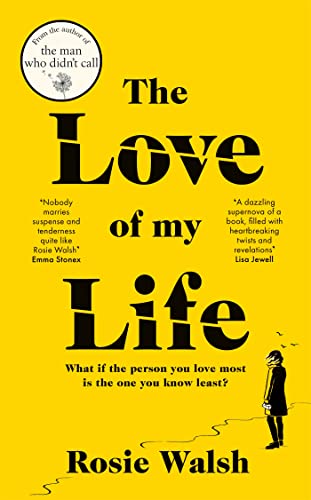 From the author of
the man
who didn't call
The
Love
of my
Life
"Nobody
marries
suspense and
tenderness
quite like
Rosie Walsh"
Emma Stonex
"A dazzling
supernova of a
book, filled with
heartbreaking
twists and
revelations"
Lisa Jewell
What if the person you love most
is the one you know least?
Rosie Walsh